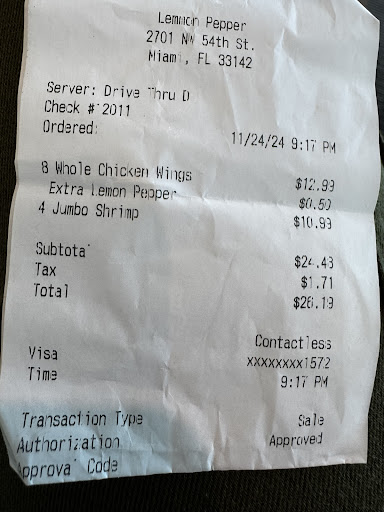 Lemmon Pepper
2701 NW 54th St.
Miami, FL 33142
Server: Drive Thru D
Check #12011
Ordered:
11/24/24 9:17 PM
8 Whole Chicken Wings $12.99
Extra Lemon Pepper $0.50
4 Jumbo Shrimp $10.99
Subtotal $24.48
Tax $1.71
Total $26.19
Contactless
Visa xxxxxxxx1572
Time 9:17 PM
Transaction Type Sale
Authorization Approved
Approval Code